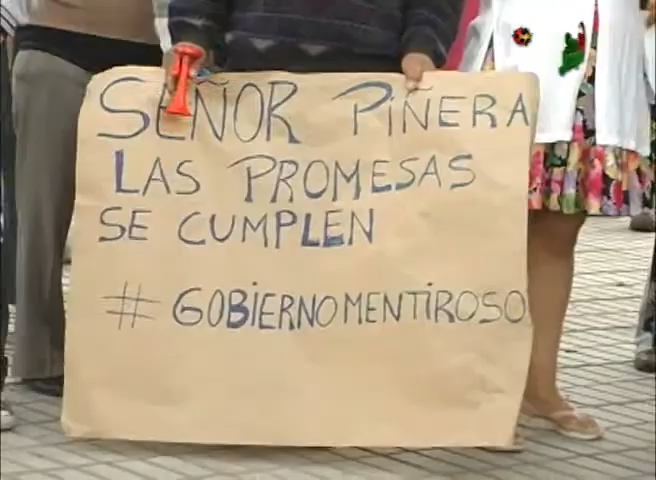 SEÑOR PIÑERA
LAS PROMESAS
SE CUMPLEN
# GOBIERNOMENTIROSO